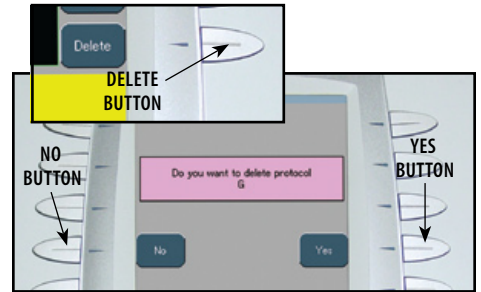 Delete
DELETE
BUTTON
NO
BUTTON
YES
BUTTON
Do you want to delete protocol
G
No
Yes